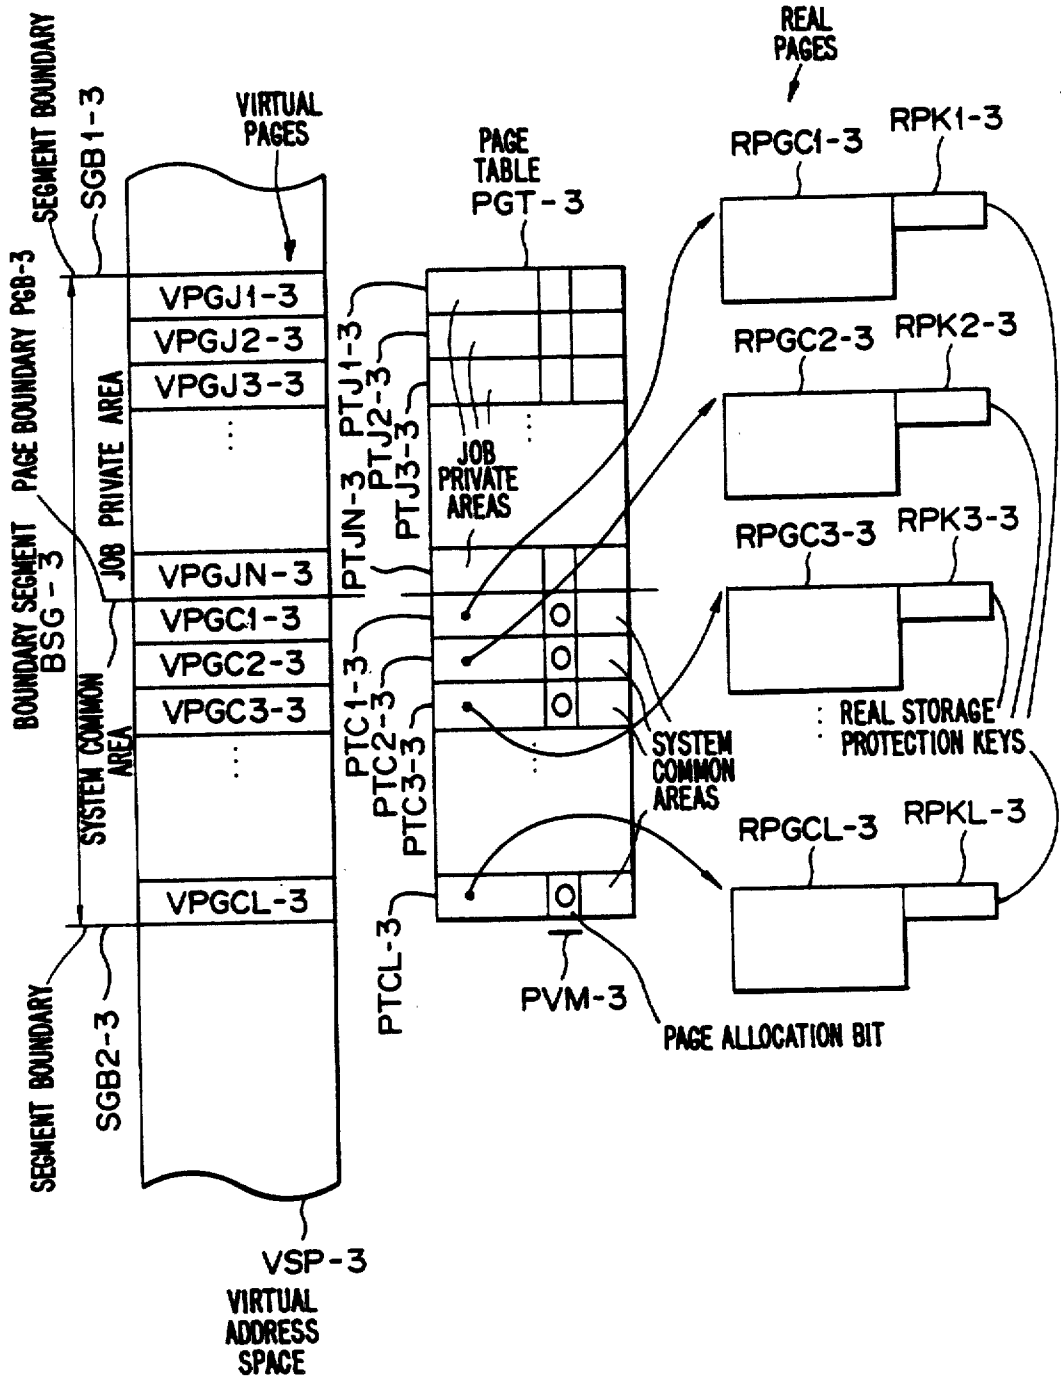 SEGMENT BOUNDARY
SGB1-3
VIRTUAL
PAGES
PAGE
TABLE
PGT-3
REAL
PAGES
RPGC1-3
RPK1-3
RPGC2-3
RPK2-3
RPGC3-3
RPK3-3
RPGCL-3
RPKL-3
REAL STORAGE
PROTECTION KEYS
BOUNDARY SEGMENT
BSG-3
PAGE BOUNDARY PGB-3
JOB PRIVATE AREA
SYSTEM COMMON
AREA
VPGJ1-3
VPGJ2-3
VPGJ3-3
VPGJN-3
VPGC1-3
VPGC2-3
VPGC3-3
VPGCL-3
PTJ1-3
PTJ2-3
PTJ3-3
PTJN-3
PTC1-3
PTC2-3
PTC3-3
PTCL-3
JOB
PRIVATE
AREAS
SYSTEM
COMMON
AREAS
PVM-3
PAGE ALLOCATION BIT
SEGMENT BOUNDARY
SGB2-3
VSP-3
VIRTUAL
ADDRESS
SPACE